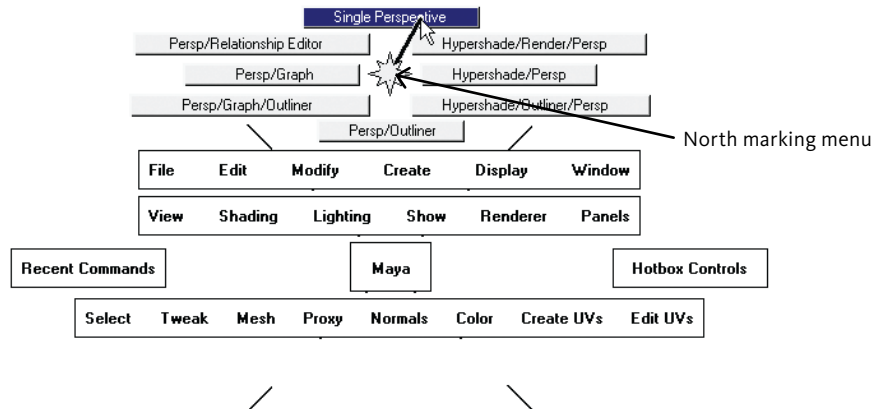 Single Perspective
Persp/Relationship Editor Hypershade/Render/Persp
Persp/Graph Hypershade/Persp
Persp/Graph/Outliner Hypershade/Outliner/Persp
Persp/Outliner
North marking menu
File Edit Modify Create Display Window
View Shading Lighting Show Renderer Panels
Recent Commands Maya Hotbox Controls
Select Tweak Mesh Proxy Normals Color Create UVs Edit UVs